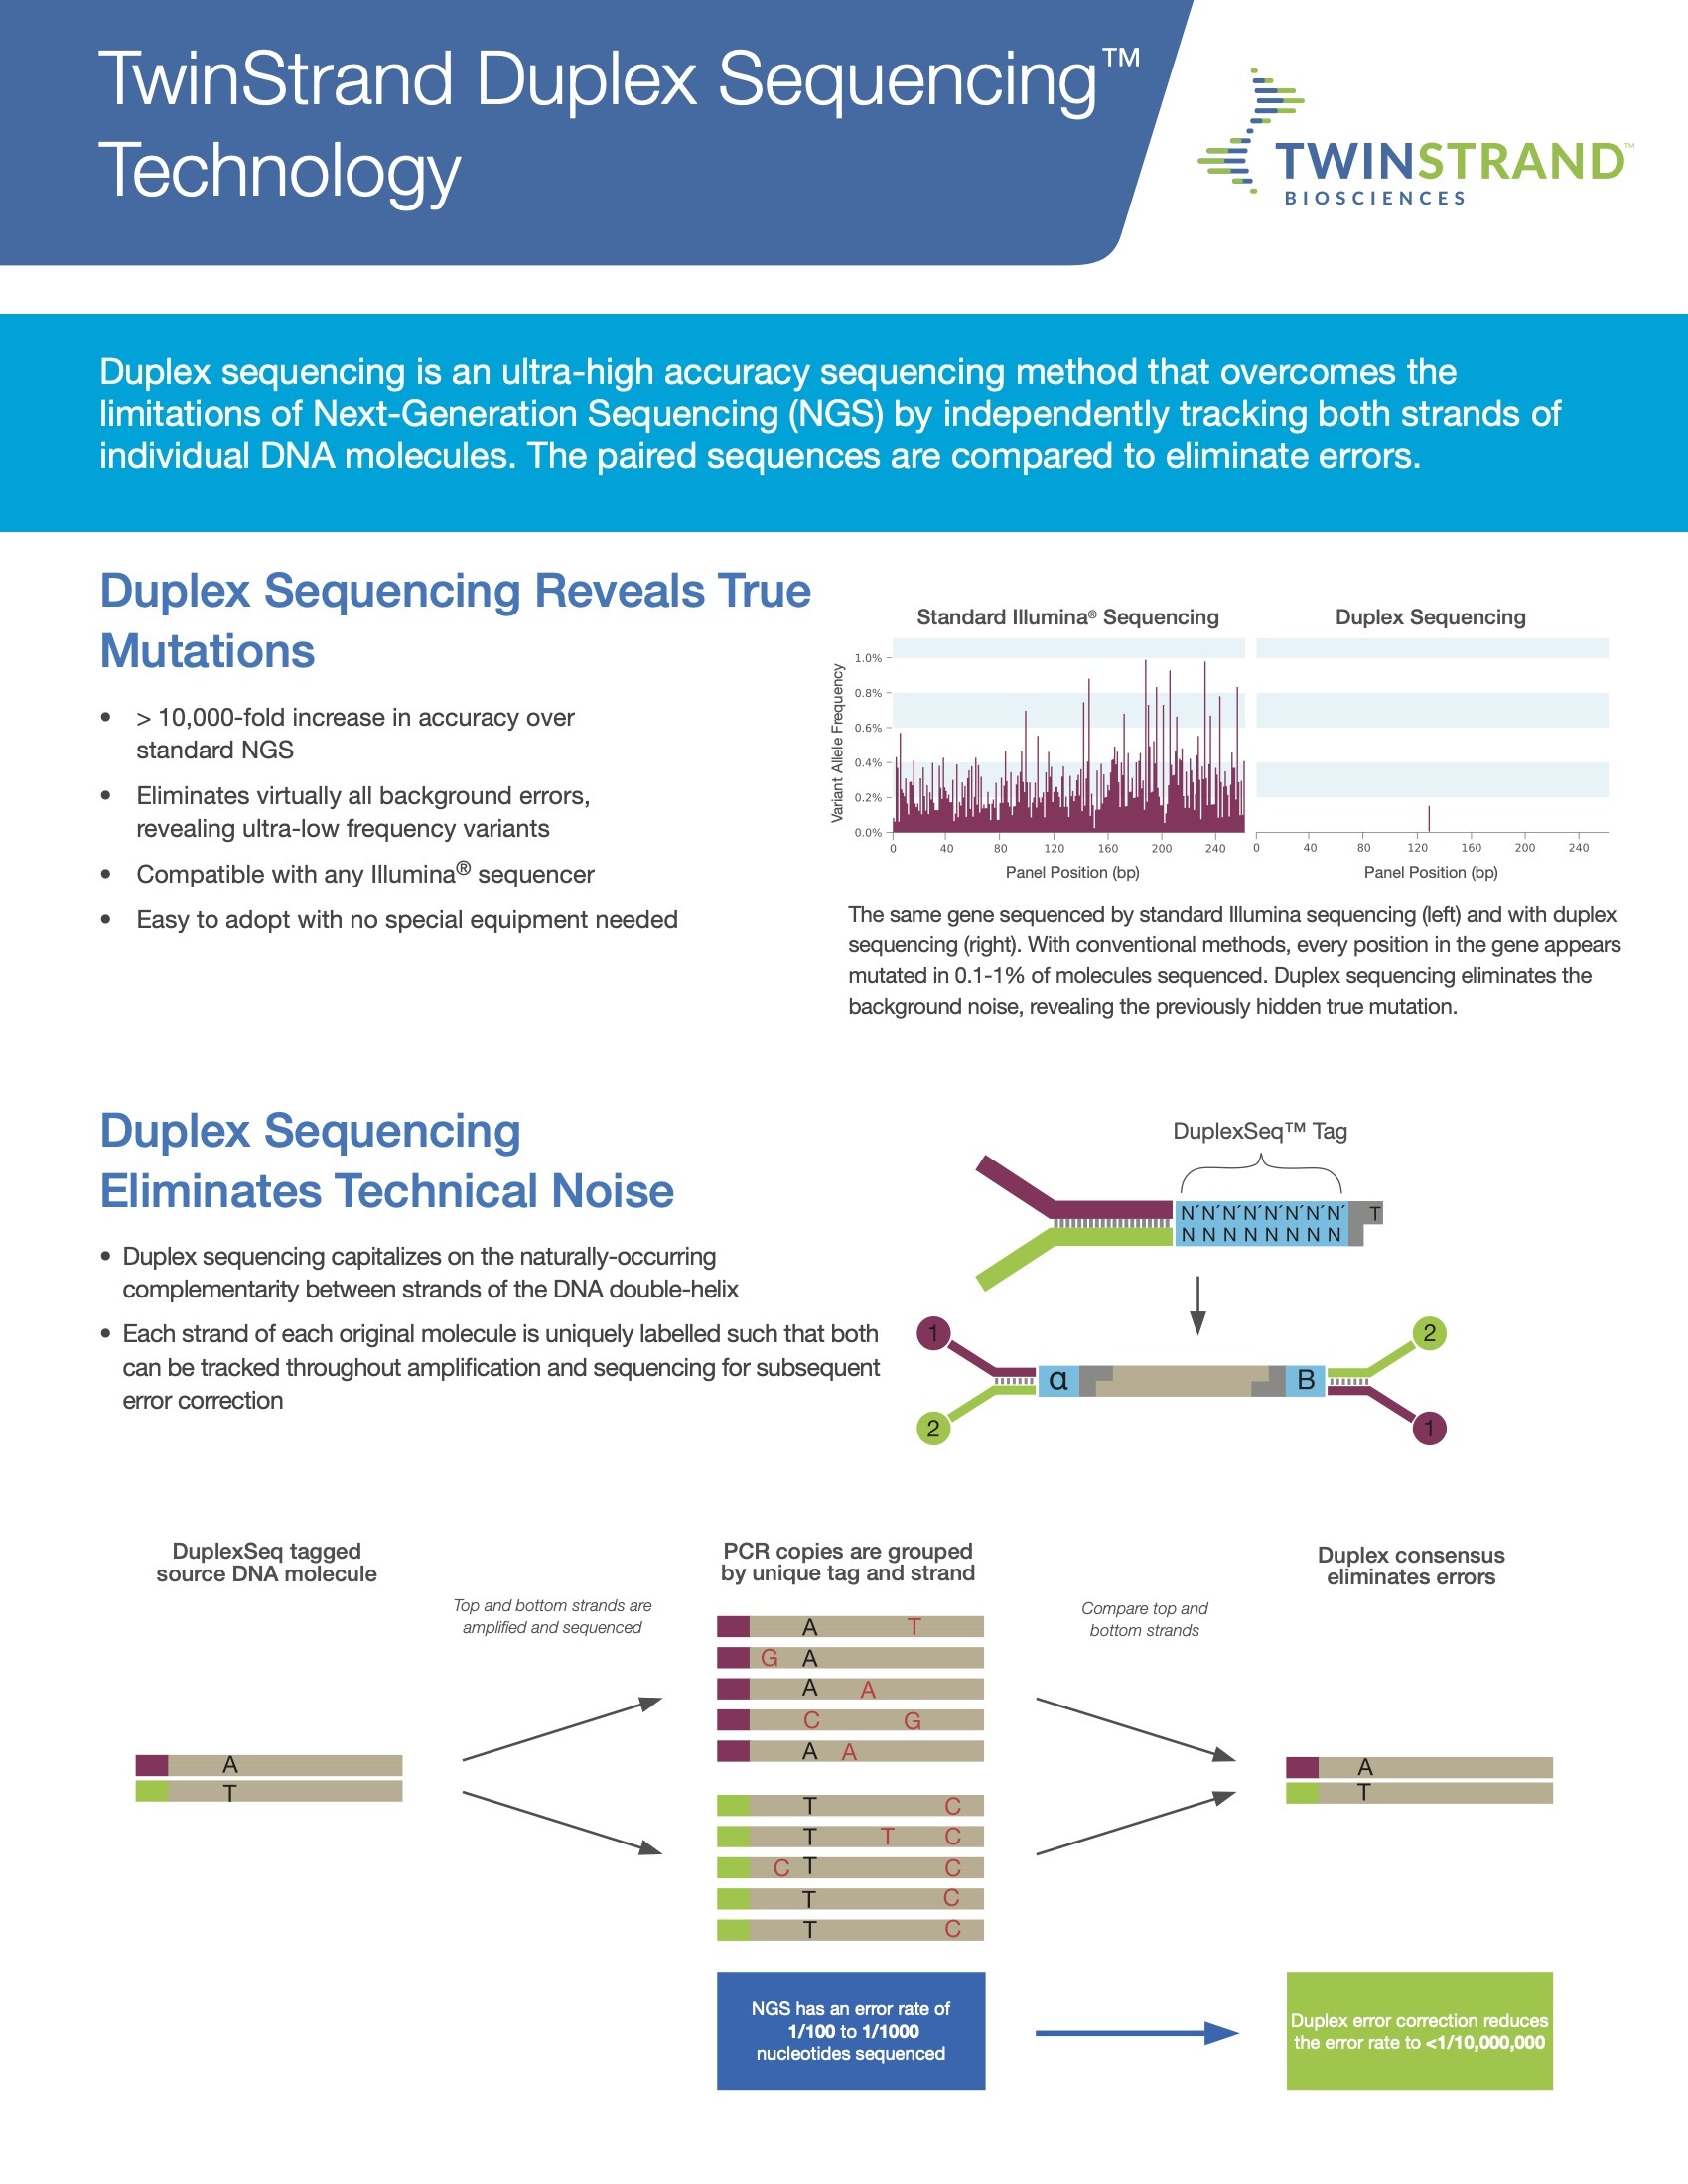 TwinStrand Duplex Sequencing™
Technology
TWINSTRAND™
BIOSCIENCES
Duplex sequencing is an ultra-high accuracy sequencing method that overcomes the
limitations of Next-Generation Sequencing (NGS) by independently tracking both strands of
individual DNA molecules. The paired sequences are compared to eliminate errors.
Duplex Sequencing Reveals True
Mutations
• > 10,000-fold increase in accuracy over
standard NGS
• Eliminates virtually all background errors,
revealing ultra-low frequency variants
• Compatible with any Illumina® sequencer
• Easy to adopt with no special equipment needed
Standard Illumina® Sequencing
Duplex Sequencing
Variant Allele Frequency
1.0%
0.8%
0.6%
0.4%
0.2%
0.0%
0 40 80 120 160 200 240
0 40 80 120 160 200 240
Panel Position (bp)
Panel Position (bp)
The same gene sequenced by standard Illumina sequencing (left) and with duplex
sequencing (right). With conventional methods, every position in the gene appears
mutated in 0.1-1% of molecules sequenced. Duplex sequencing eliminates the
background noise, revealing the previously hidden true mutation.
Duplex Sequencing
Eliminates Technical Noise
• Duplex sequencing capitalizes on the naturally-occurring
complementarity between strands of the DNA double-helix
• Each strand of each original molecule is uniquely labelled such that both
can be tracked throughout amplification and sequencing for subsequent
error correction
DuplexSeq™ Tag
N´N´N´N´N´N´N´N´ T
N N N N N N N N
1 2
α B
2 1
DuplexSeq tagged
source DNA molecule
Top and bottom strands are
amplified and sequenced
PCR copies are grouped
by unique tag and strand
Compare top and
bottom strands
Duplex consensus
eliminates errors
A
T
A T
G A
A A
C G
A A
T C
T T C
C T C
T C
T C
A
T
NGS has an error rate of
1/100 to 1/1000
nucleotides sequenced
Duplex error correction reduces
the error rate to <1/10,000,000